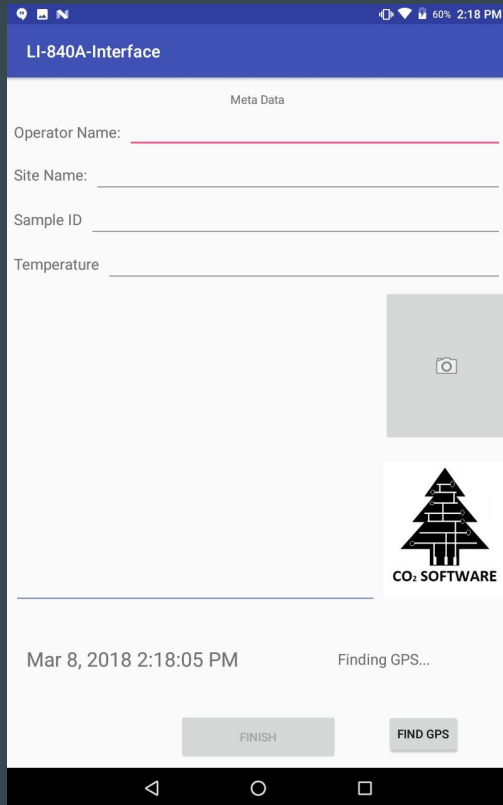 60% 2:18 PM
LI-840A-Interface
Meta Data
Operator Name:
Site Name:
Sample ID
Temperature
CO₂ SOFTWARE
Mar 8, 2018 2:18:05 PM Finding GPS...
FINISH FIND GPS